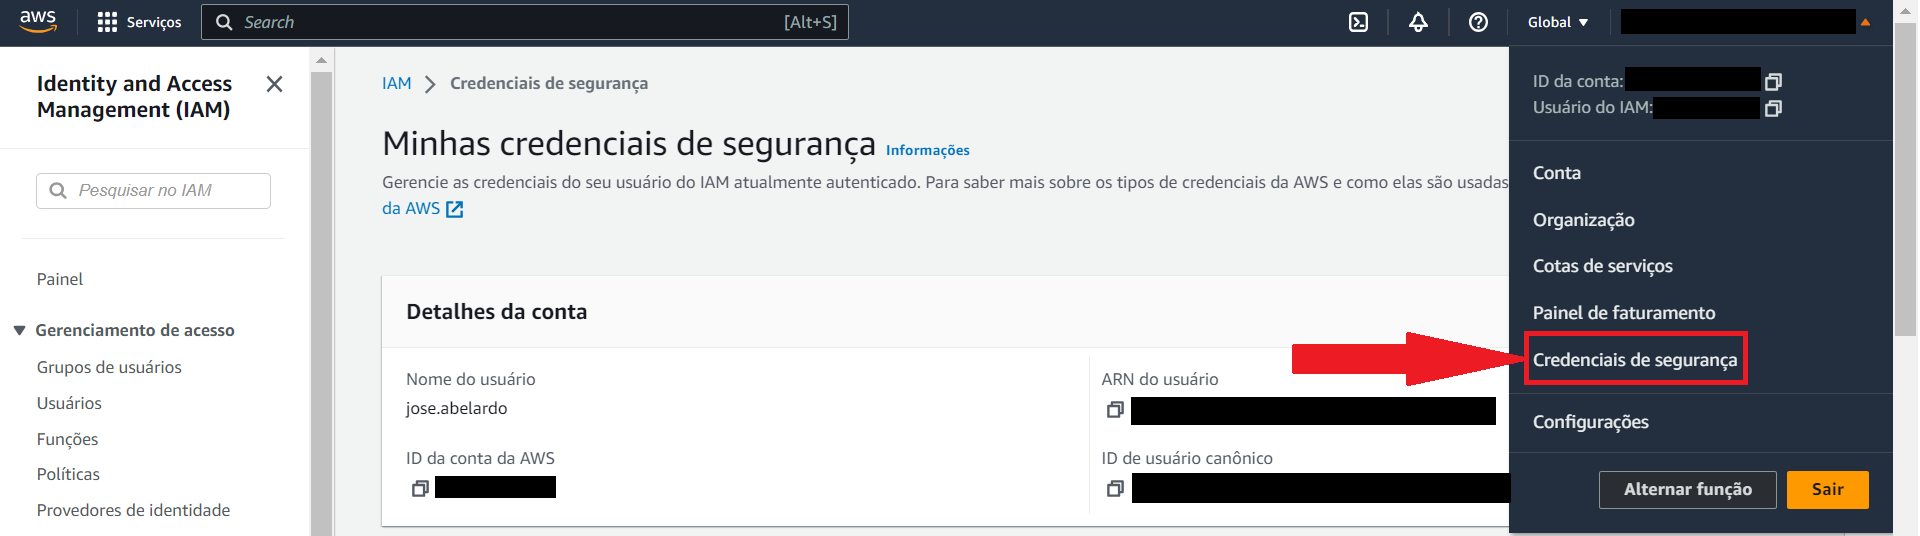 aws
Serviços
Search
[Alt+S]
Global
Identity and Access
Management (IAM)
Pesquisar no IAM
Painel
Gerenciamento de acesso
Grupos de usuários
Usuários
Funções
Políticas
Provedores de identidade
IAM
Credenciais de segurança
Minhas credenciais de segurança
Informações
Gerencie as credenciais do seu usuário do IAM atualmente autenticado. Para saber mais sobre os tipos de credenciais da AWS e como elas são usadas
da AWS
Detalhes da conta
Nome do usuário
jose.abelardo
ID da conta da AWS
ARN do usuário
ID de usuário canônico
ID da conta:
Usuário do IAM:
Conta
Organização
Cotas de serviços
Painel de faturamento
Credenciais de segurança
Configurações
Alternar função
Sair